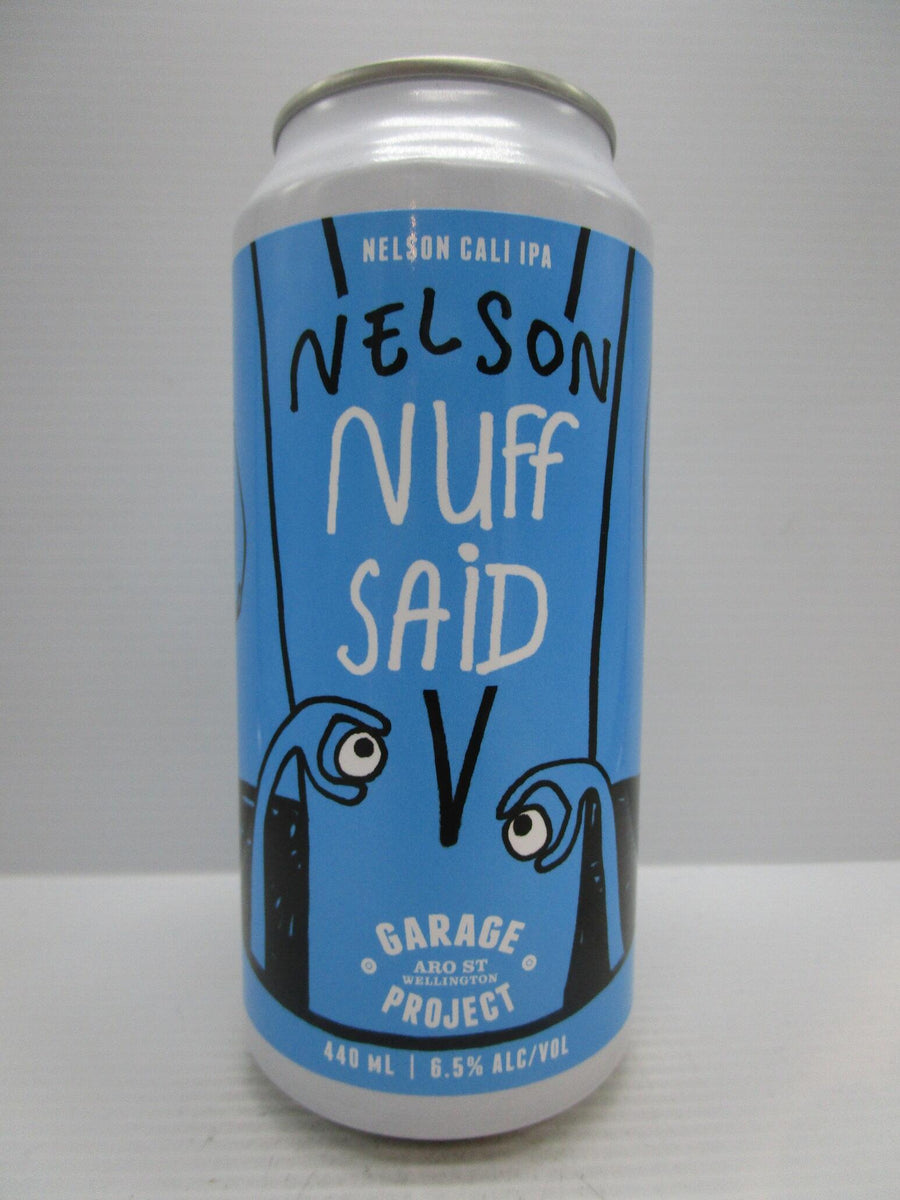 NELSON CALI IPA
NELSON
NUFF
SAID
V
GARAGE
ARO ST
WELLINGTON
PROJECT
440 ML | 6.5% ALC/VOL